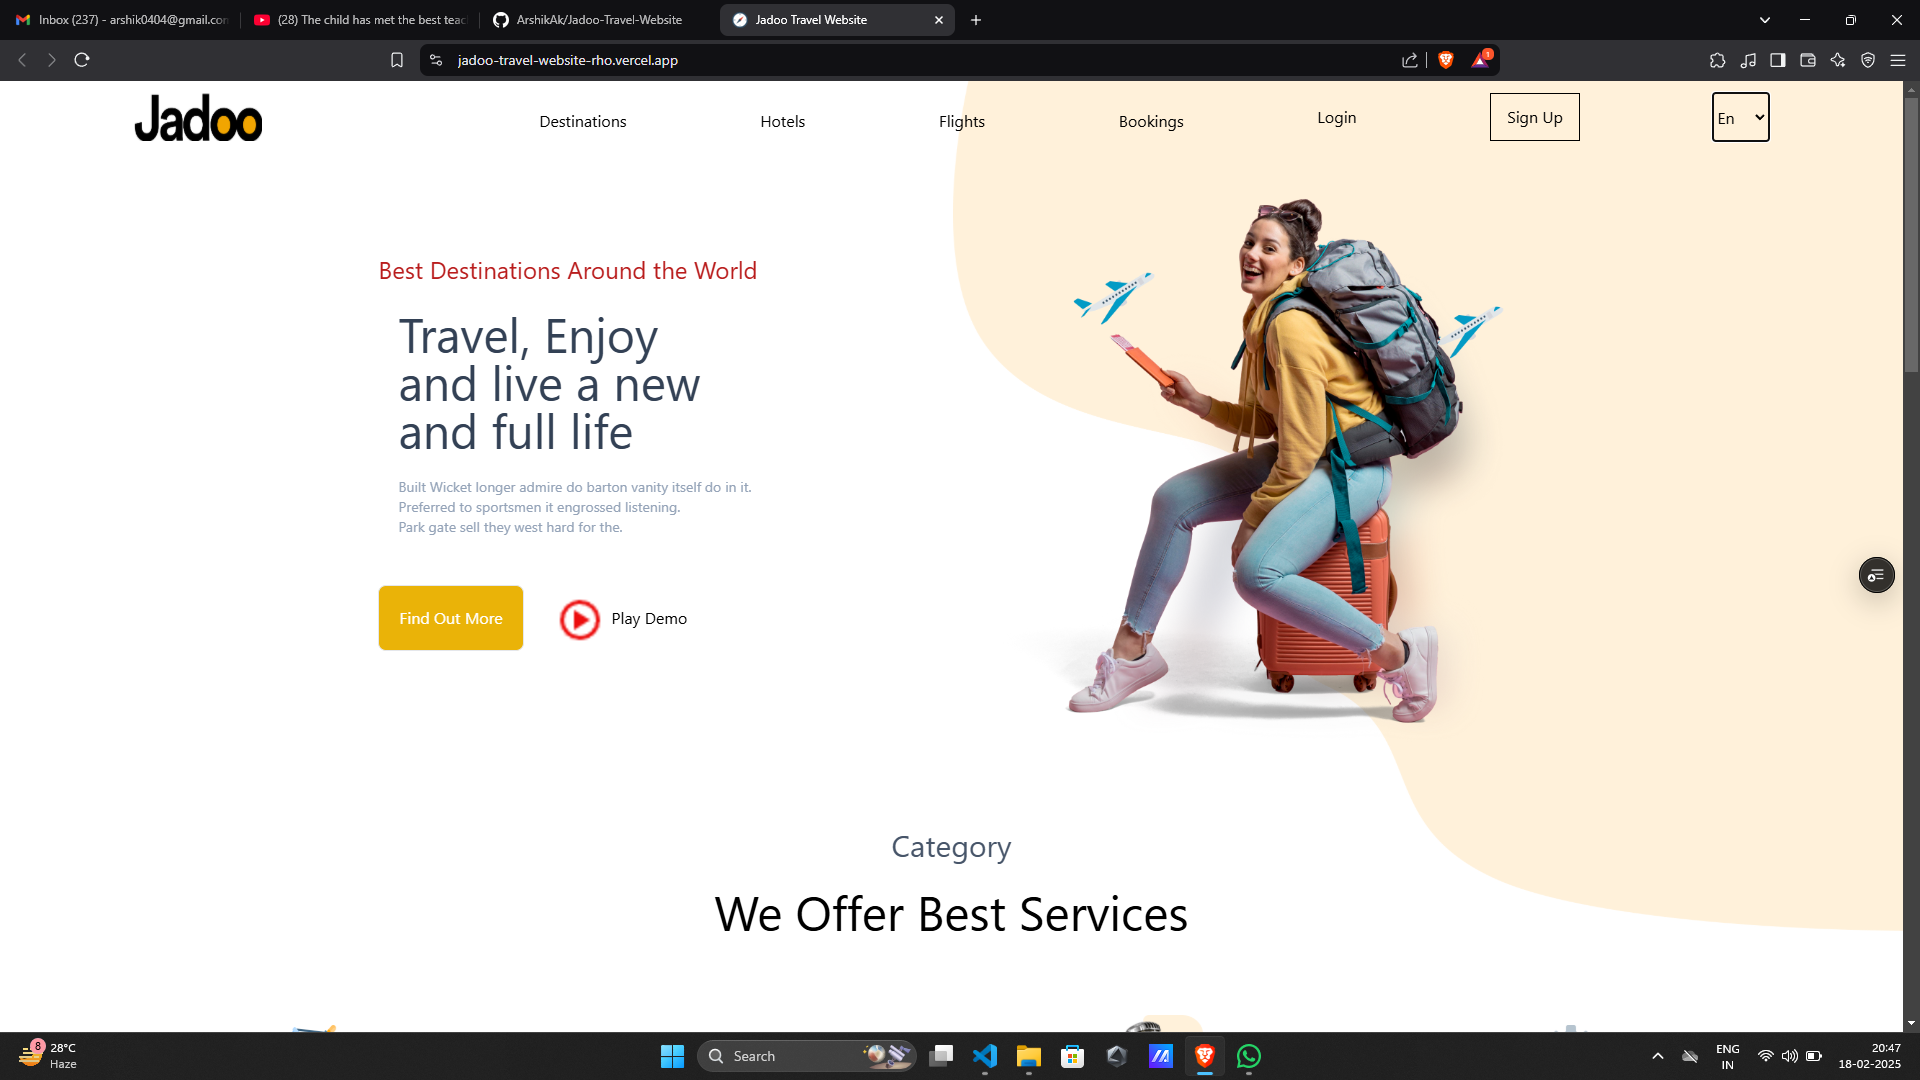 Inbox (237) - arshik0404@gmail.con
(28) The child has met the best teac
ArshikAk/Jadoo-Travel-Website
Jadoo Travel Website
jadoo-travel-website-rho.vercel.app
1
Jadoo
Destinations
Hotels
Flights
Bookings
Login
Sign Up
En
Best Destinations Around the World
Travel, Enjoy
and live a new
and full life
Built Wicket longer admire do barton vanity itself do in it.
Preferred to sportsmen it engrossed listening.
Park gate sell they west hard for the.
Find Out More
Play Demo
Category
We Offer Best Services
8
28°C
Haze
Search
ENG
IN
20:47
18-02-2025